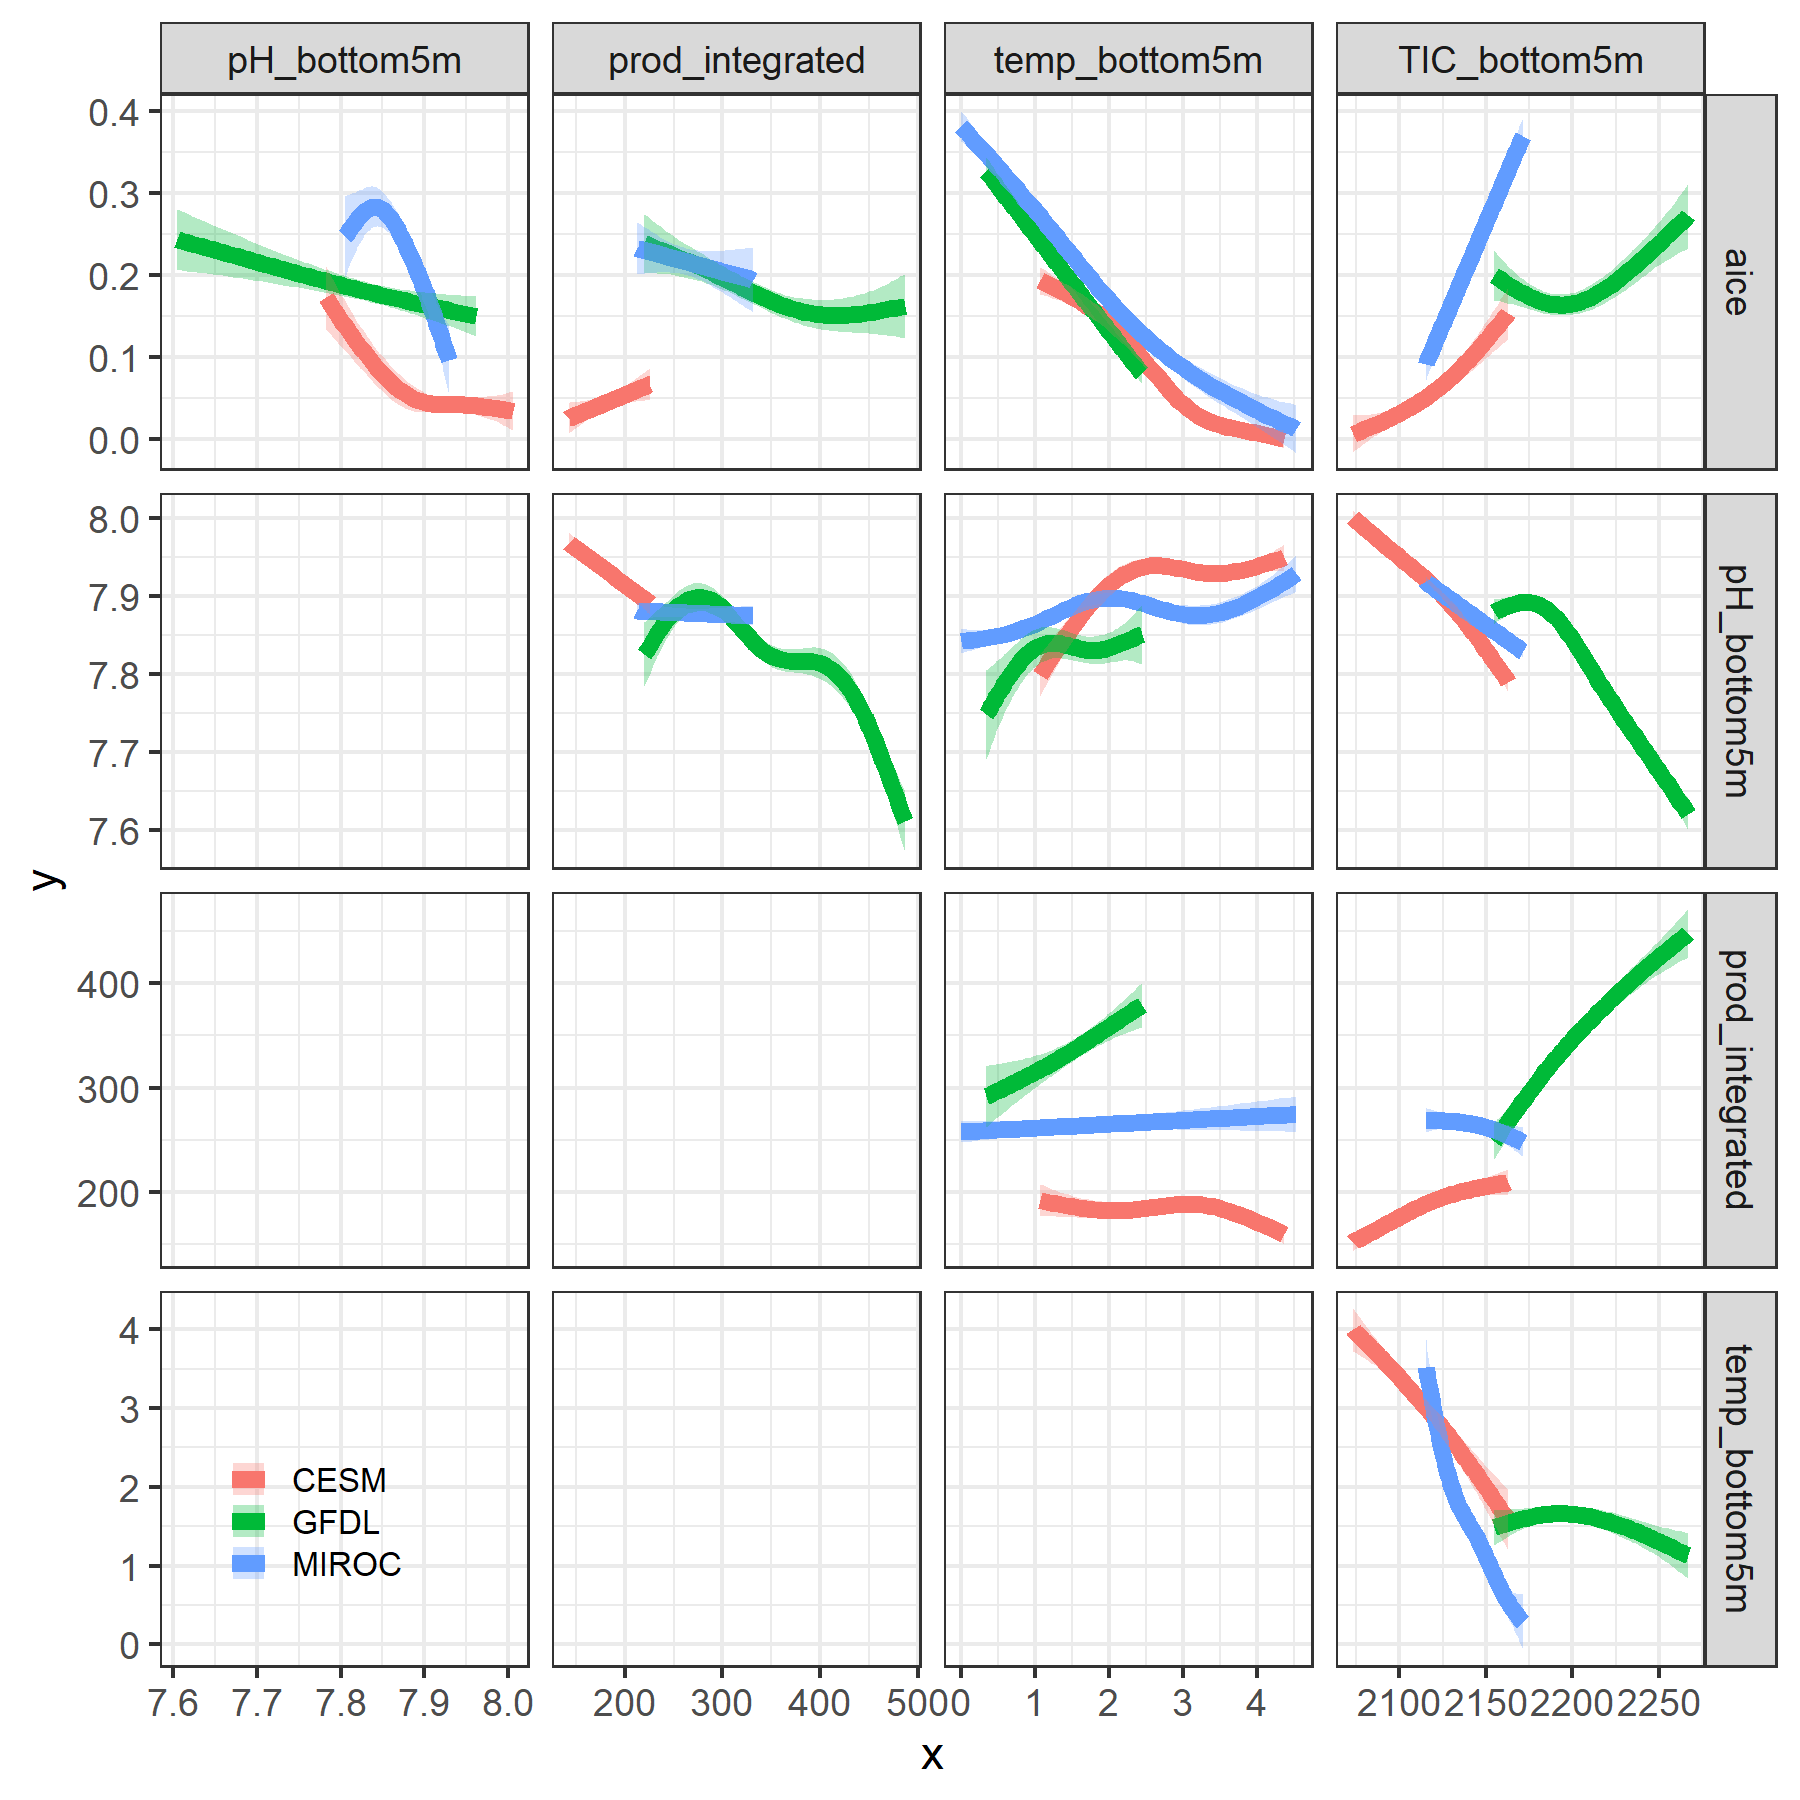 pH_bottom5m prod_integrated temp_bottom5m TIC_bottom5m
0.4
0.3
0.2
0.1
0.0
aice
8.0
7.9
7.8
7.7
7.6
pH_bottom5m
y
400
300
200
prod_integrated
4
3
2
1
0
temp_bottom5m
CESM
GFDL
MIROC
7.6 7.7 7.8 7.9 8.0 200 300 400 500 0 1 2 3 4 2100 2150 2200 2250
x